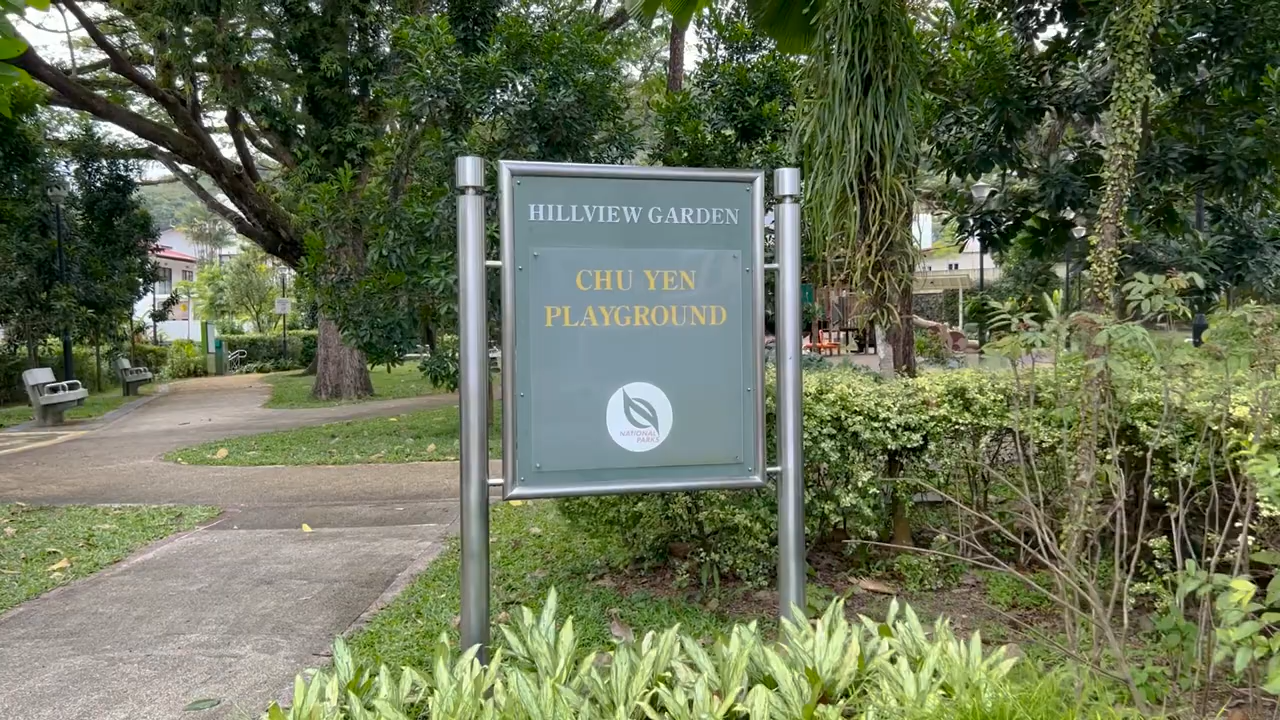 HILLVIEW GARDEN
CHU YEN
PLAYGROUND
NATIONAL
PARKS